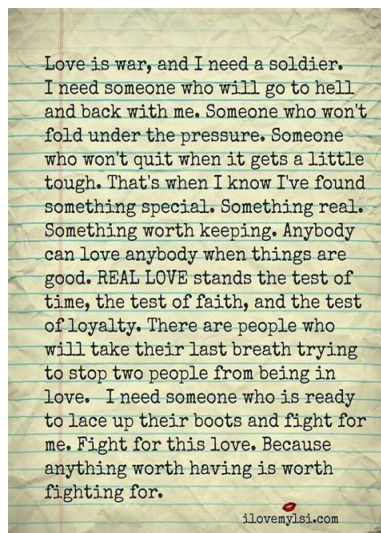 Love is war, and I need a soldier.
I need someone who will go to hell
and back with me. Someone who won't
fold under the pressure. Someone
who won't quit when it gets a little
tough. That's when I know I've found
something special. Something real.
Something worth keeping. Anybody
can love anybody when things are
good. REAL LOVE stands the test of
time, the test of faith, and the test
of loyalty. There are people who
will take their last breath trying
to stop two people from being in
love.  I need someone who is ready
to lace up their boots and fight for
me. Fight for this love. Because
anything worth having is worth
fighting for.
ilovemylsi.com